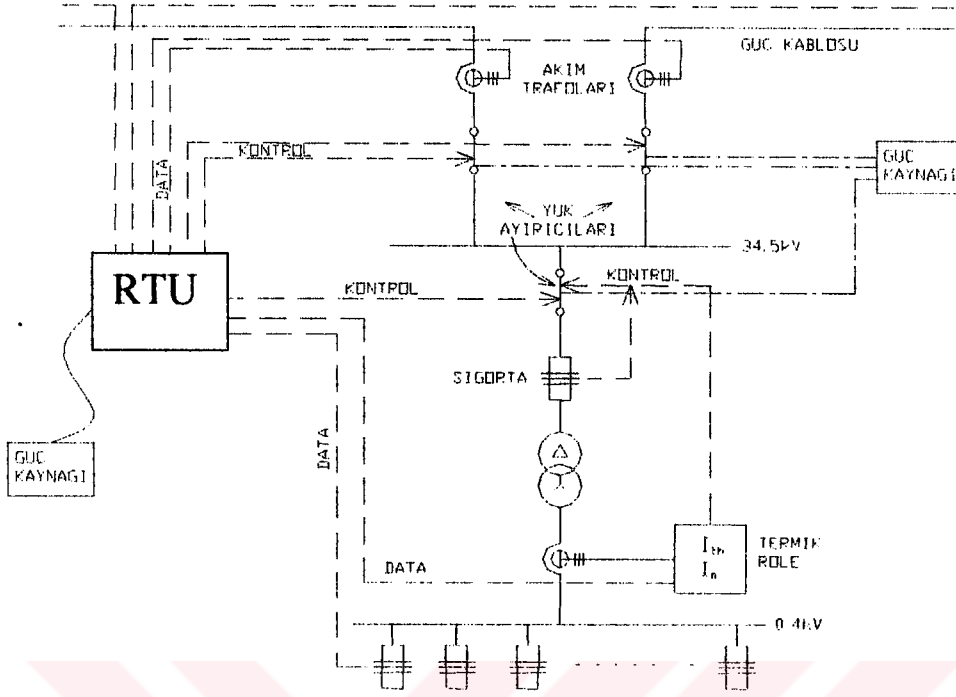 GUC KABLOSU
AKIM
TRAFOLARI
KONTROL
DATA
GUC
KAYNAGI
YUK
AYIRICILARI
34.5kV
RTU
KONTROL
KONTROL
SIGORTA
GUC
KAYNAGI
DATA
DATA
Ith
In
TERMIK
ROLE
0.4kV